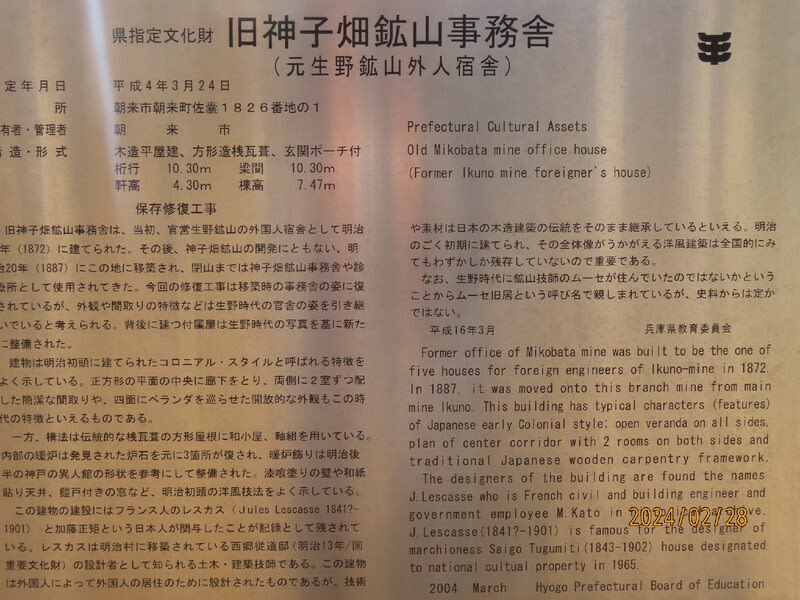 県指定文化財 旧神子畑鉱山事務舎
(元生野鉱山外人宿舎)
定年月日 平成4年3月24日
所 朝来市朝来町佐嚢1826番地の1
有者・管理者 朝来市
造・形式 木造平屋建、方形造桟瓦葺、玄関ポーチ付
桁行 10.30m 梁間 10.30m
軒高 4.30m 棟高 7.47m
保存修復工事
旧神子畑鉱山事務舎は、当初、官営生野鉱山の外国人宿舎として明治
年(1872)に建てられた。その後、神子畑鉱山の開発にともない、明
治20年(1887)にこの地に移築され、閉山までは神子畑鉱山事務舎や診
療所として使用されてきた。今回の修復工事は移築時の事務舎の姿に復
されているが、外観や間取りの特徴などは生野時代の官舎の姿を引き継
いでいると考えられる。背後に建つ付属屋は生野時代の写真を基に新た
に整備された。
建物は明治初頭に建てられたコロニアル・スタイルと呼ばれる特徴を
よく示している。正方形の平面の中央に廊下をとり、両側に2室ずつ配
した簡潔な間取りや、四面にベランダを巡らせた開放的な外観もこの時
代の特徴といえるものである。
一方、構法は伝統的な桟瓦葺の方形屋根に和小屋、軸組を用いている。
内部の暖炉は発見された炉石を元に3箇所が復され、暖炉飾りは明治後
半の神戸の異人館の形状を参考にして整備された。漆喰塗りの壁や和紙
貼り天井、鎧戸付きの窓など、明治初頭の洋風技法をよく示している。
この建物の建設にはフランス人のレスカス(Jules Lescasse 1841?-
1901)と加藤正矩という日本人が関与したことが記録として残されて
いる。レスカスは明治村に移築されている西郷従道邸(明治13年/国
重要文化財)の設計者として知られる土木・建築技師である。この建物
は外国人によって外国人の居住のために設計されたものであるが、技術
Prefectural Cultural Assets
Old Mikobata mine office house
(Former Ikuno mine foreigner's house)
や素材は日本の木造建築の伝統をそのまま継承しているといえる。明治
のごく初期に建てられ、その全体像がうかがえる洋風建築は全国的にみ
てもわずかしか残存していないので重要である。
なお、生野時代に鉱山技師のムーセが住んでいたのではないかという
ことからムーセ旧居という呼び名で親しまれているが、史料からは定か
ではない。
平成16年3月 兵庫県教育委員会
Former office of Mikobata mine was built to be the one of
five houses for foreign engineers of Ikuno-mine in 1872.
In 1887, it was moved onto this branch mine from main
mine Ikuno. This building has typical characters (features)
of Japanese early Colonial style; open veranda on all sides,
plan of center corridor with 2 rooms on both sides and
traditional Japanese wooden carpentry framework.
The designers of the building are found the names
J.Lescasse who is French civil and building engineer and
government employee M.Kato in ve.
J Lescasse(1841?-1901) is famous for the designer of
marchioness Saigo Tugumiti(1843-1902) house designated
to national cultural property in 1965.
2004 March Hyogo Prefectural Board of Education
2024/02/28